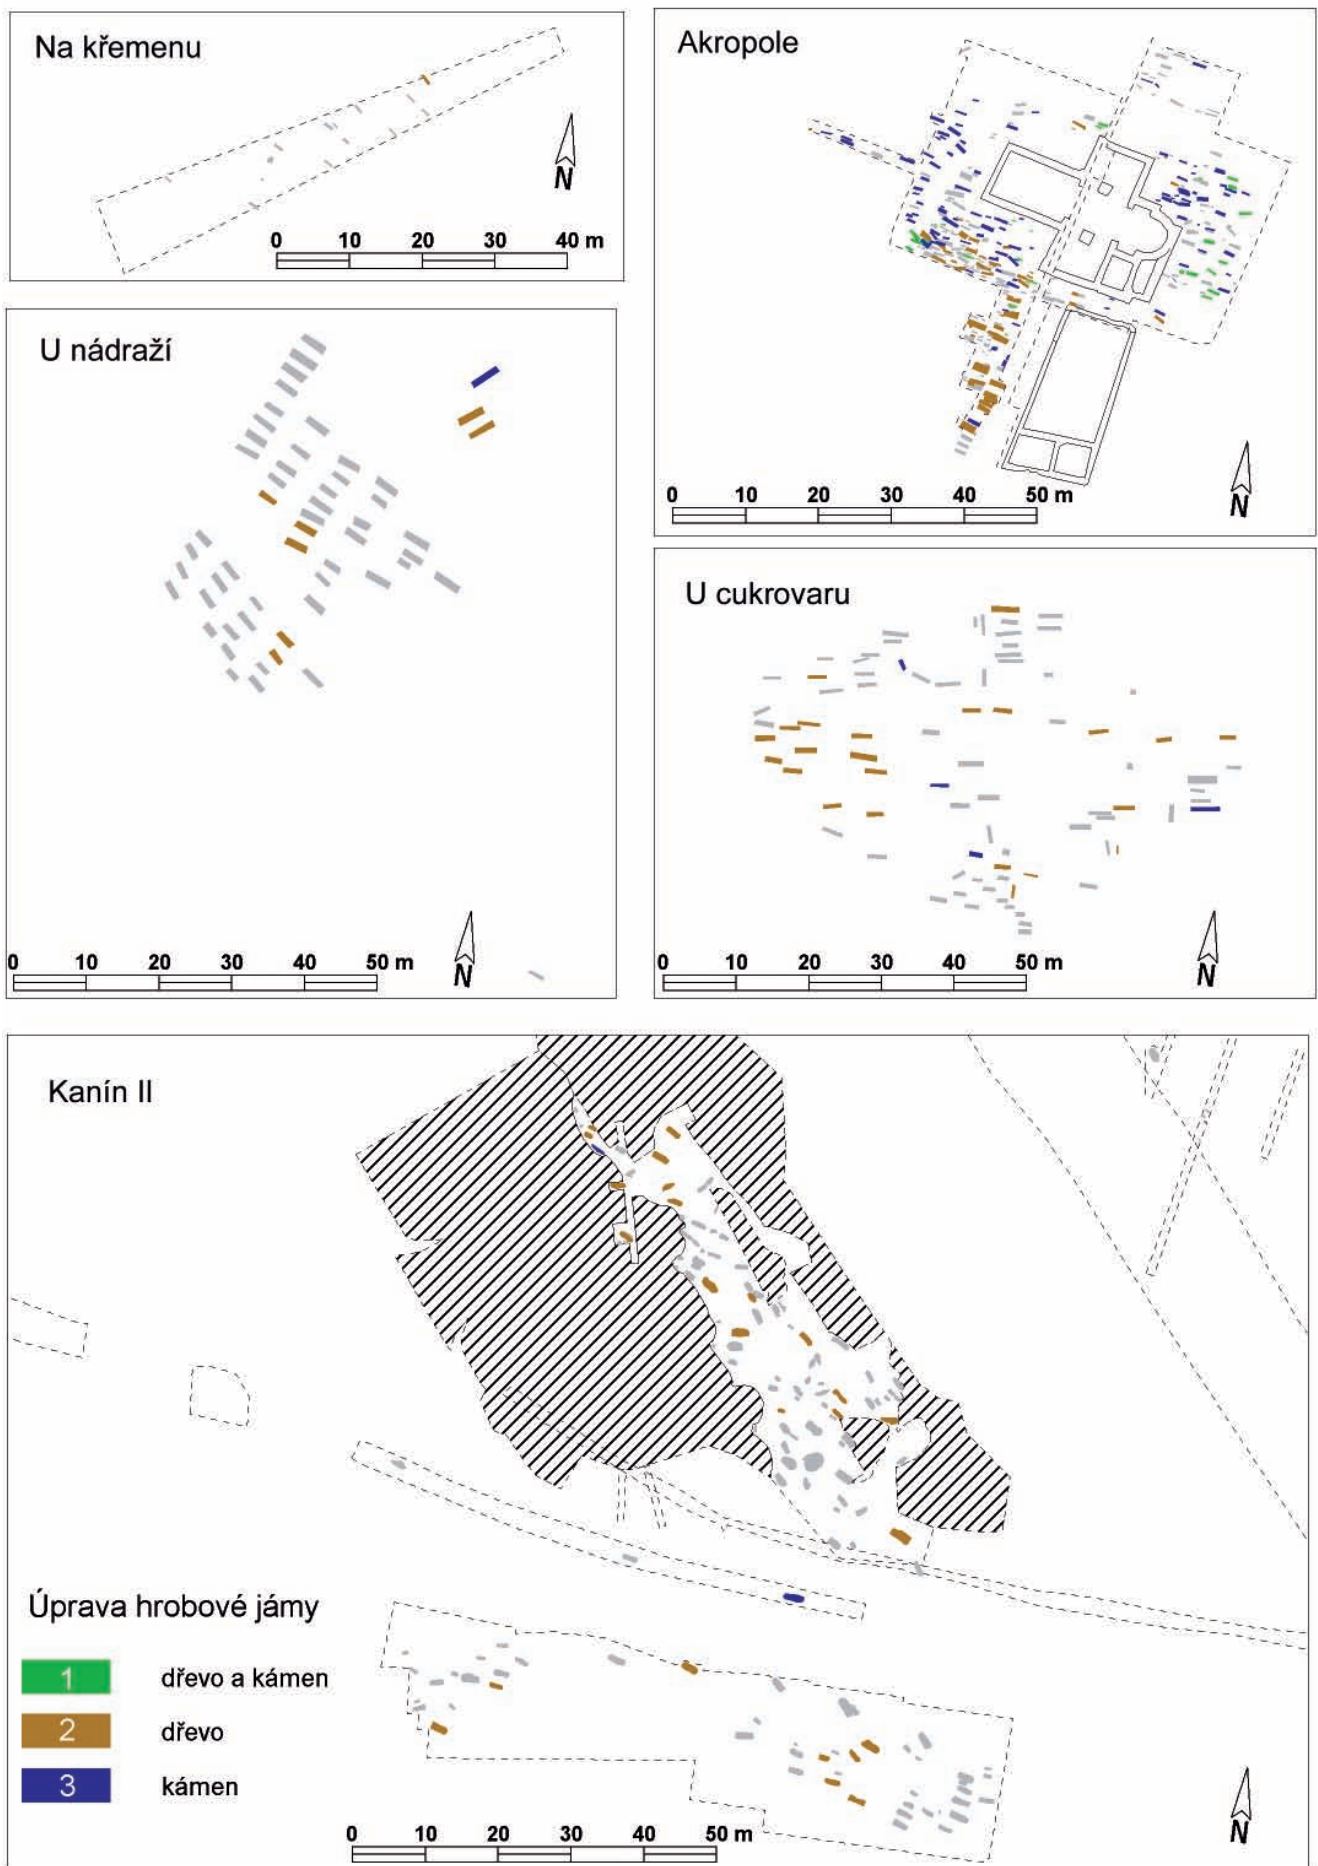 Na křemenu
N
0 10 20 30 40 m
Akropole
N
0 10 20 30 40 50 m
U nádraží
N
0 10 20 30 40 50 m
U cukrovaru
N
0 10 20 30 40 50 m
Kanín II
Úprava hrobové jámy
1 dřevo a kámen
2 dřevo
3 kámen
N
0 10 20 30 40 50 m